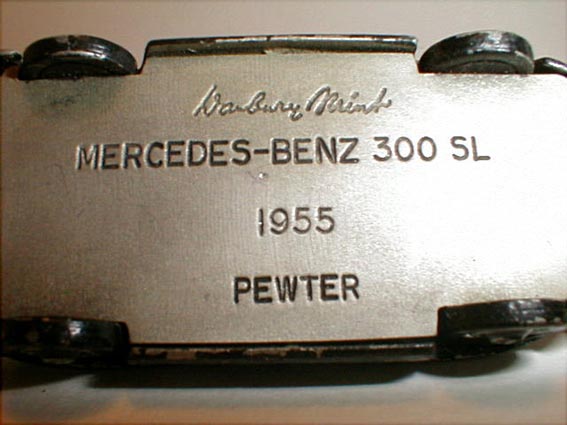 Danbury Mint
MERCEDES-BENZ 300 SL
1955
PEWTER